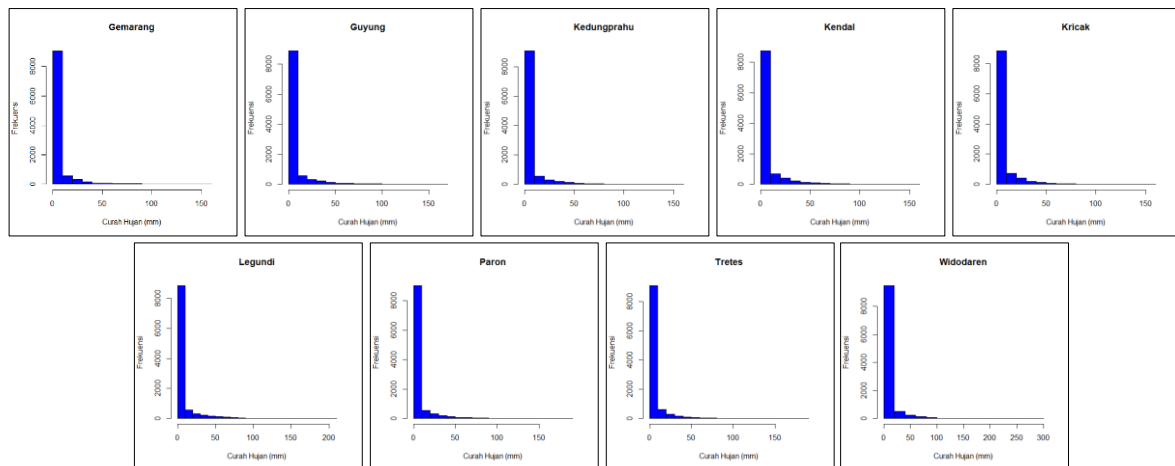 Gemarang
Frekuensi
0 2000 4000 6000 8000
0 50 100 150
Curah Hujan (mm)
Guyung
Frekuensi
0 2000 4000 6000 8000
0 50 100 150
Curah Hujan (mm)
Kedungprahu
Frekuensi
0 2000 4000 6000 8000
0 50 100 150
Curah Hujan (mm)
Kendal
Frekuensi
0 2000 4000 6000 8000
0 50 100 150
Curah Hujan (mm)
Kricak
Frekuensi
0 2000 4000 6000 8000
0 50 100 150
Curah Hujan (mm)
Legundi
Frekuensi
0 2000 4000 6000 8000
0 50 100 150 200
Curah Hujan (mm)
Paron
Frekuensi
0 2000 4000 6000 8000
0 50 100 150
Curah Hujan (mm)
Tretes
Frekuensi
0 2000 4000 6000 8000
0 50 100 150
Curah Hujan (mm)
Widodaren
Frekuensi
0 2000 4000 6000 8000
0 50 100 150 200 250 300
Curah Hujan (mm)